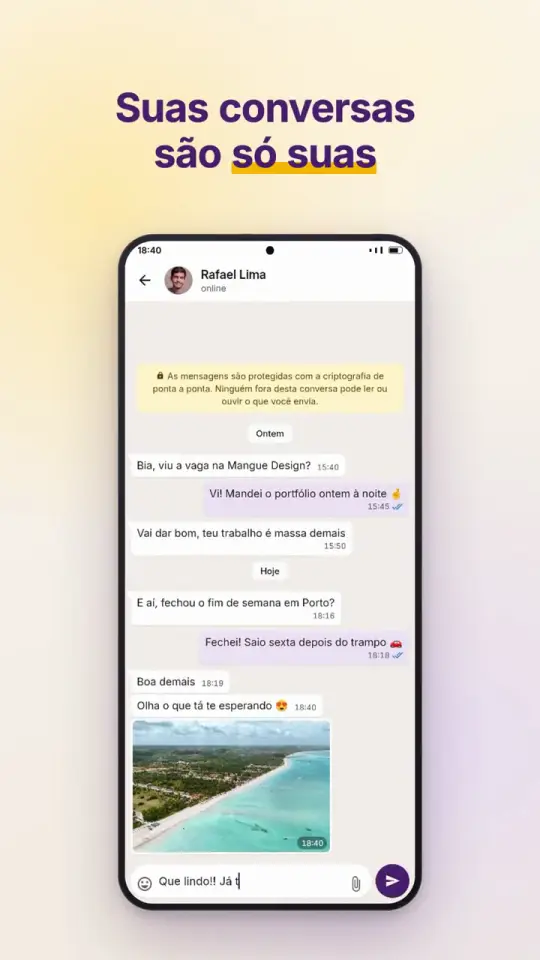 Suas conversas
são só suas
18:40
Rafael Lima
online
🔒 As mensagens são protegidas com a criptografia de
ponta a ponta. Ninguém fora desta conversa pode ler ou
ouvir o que você envia.
Ontem
Bia, viu a vaga na Mangue Design? 15:40
Vi! Mandei o portfólio ontem à noite 🤞
15:45
Vai dar bom, teu trabalho é massa demais
15:50
Hoje
E aí, fechou o fim de semana em Porto?
18:16
Fechei! Saio sexta depois do trampo 🚗
18:18
Boa demais 18:19
Olha o que tá te esperando 😍 18:40
18:40
Que lindo!! Já t